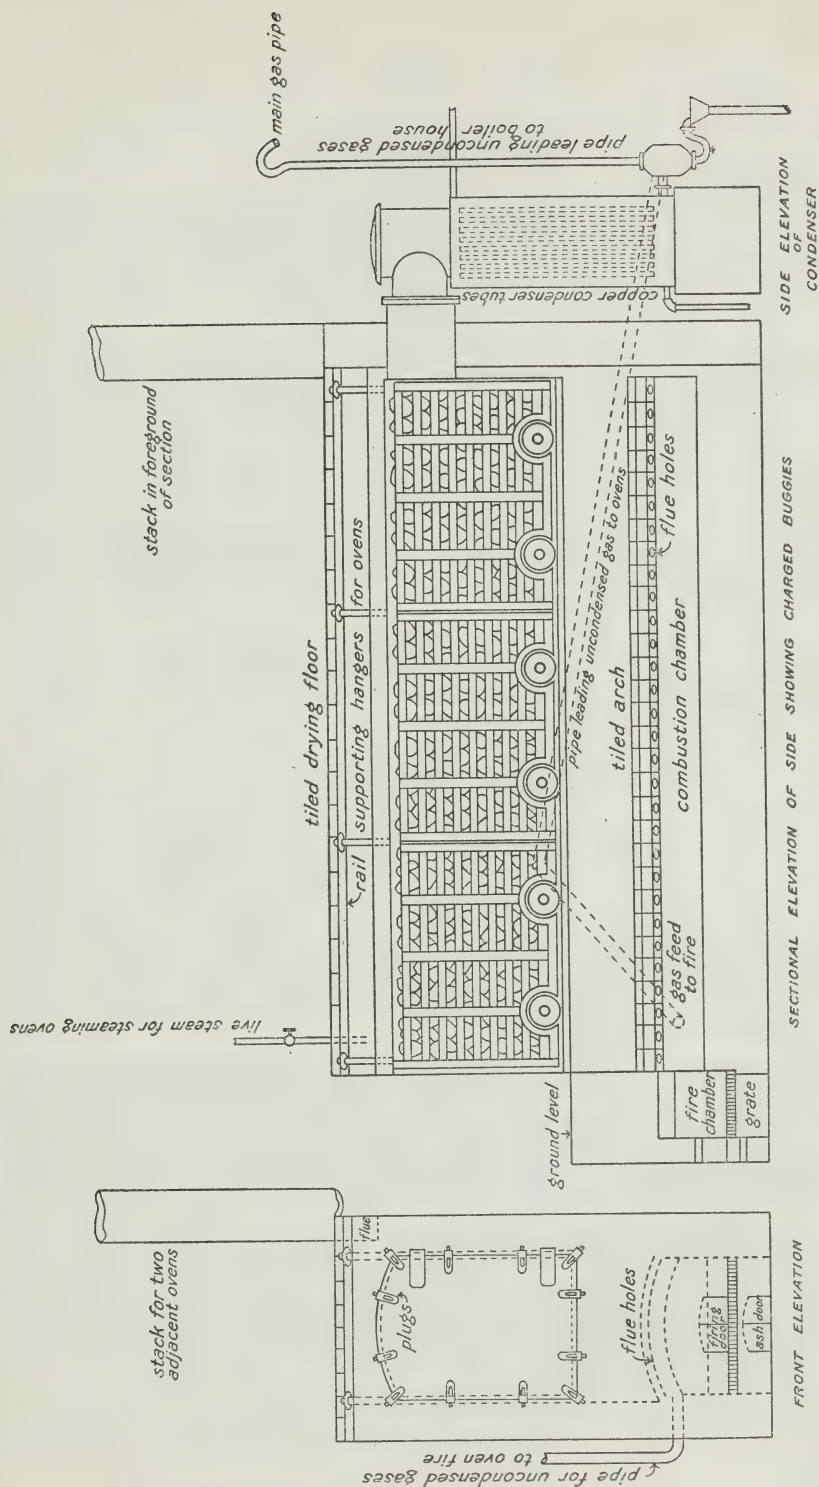 stack for two
adjacent ovens
flue
plugs
flue holes
firing
door
ash door
pipe for uncondensed gases
to oven fire
FRONT ELEVATION
live steam for steaming ovens
stack in foreground
of section
tiled drying floor
rail
supporting hangers for ovens
ground level
pipe leading uncondensed gas to ovens
tiled arch
gas feed
to fire
flue holes
combustion chamber
fire
chamber
grate
SECTIONAL ELEVATION OF SIDE SHOWING CHARGED BUGGIES
main gas pipe
pipe leading uncondensed gases
to boiler house
copper condenser tubes
SIDE ELEVATION
OF
CONDENSER